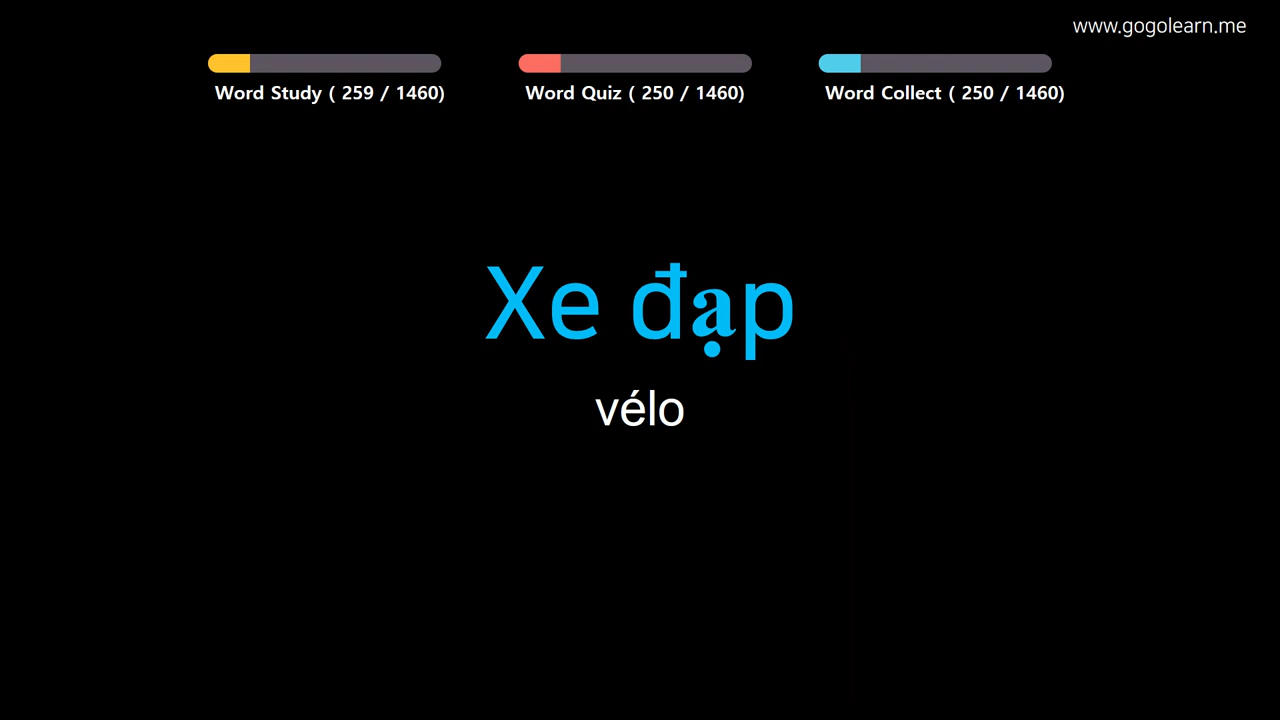 www.gogolearn.me
Word Study ( 259 / 1460)
Word Quiz ( 250 / 1460)
Word Collect ( 250 / 1460)
Xe đạp
vélo